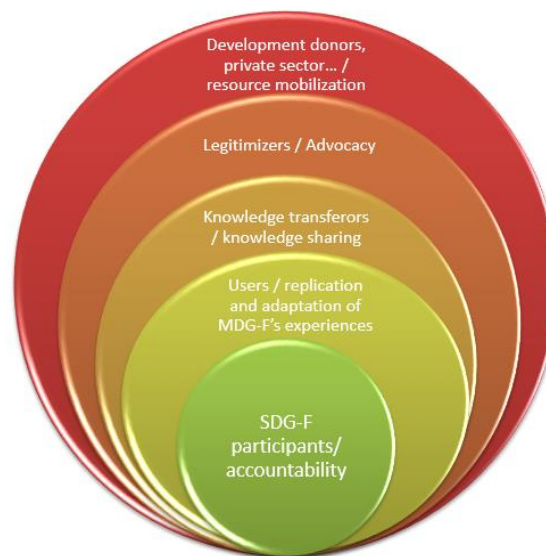 Development donors,
private sector... /
resource mobilization
Legitimizers / Advocacy
Knowledge transferors
/ knowledge sharing
Users / replication
and adaptation of
MDG-F's experiences
SDG-F
participants/
accountability